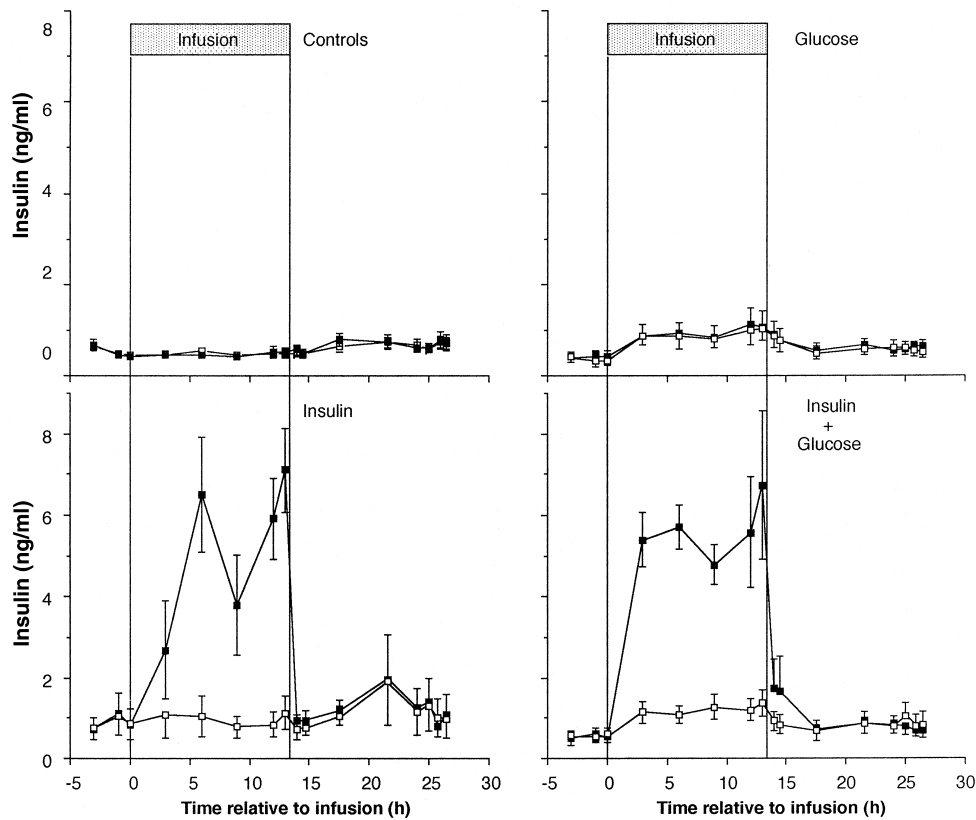 8
6
4
2
0
Insulin (ng/ml)
Infusion
Controls
Infusion
Glucose
8
6
4
2
0
Insulin (ng/ml)
Insulin
Insulin
+
Glucose
-5 0 5 10 15 20 25 30
-5 0 5 10 15 20 25 30
Time relative to infusion (h)
Time relative to infusion (h)